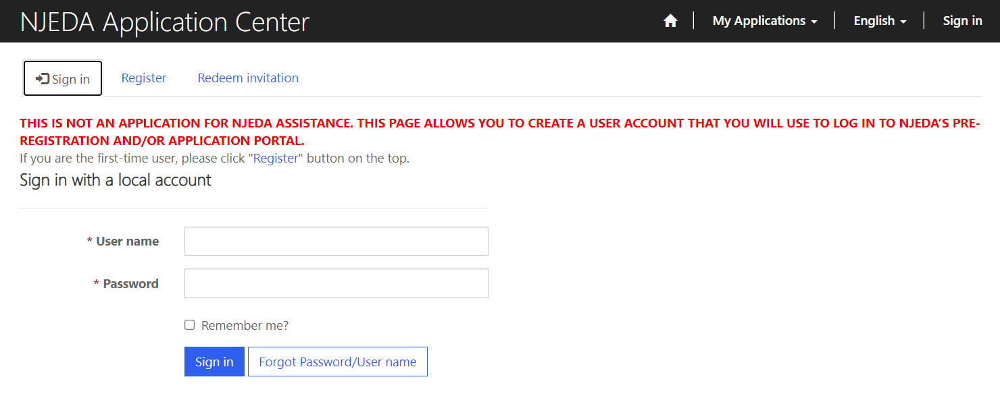 NJEDA Application Center
My Applications
English
Sign in
Sign in
Register
Redeem invitation
THIS IS NOT AN APPLICATION FOR NJEDA ASSISTANCE. THIS PAGE ALLOWS YOU TO CREATE A USER ACCOUNT THAT YOU WILL USE TO LOG IN TO NJEDA’S PRE-
REGISTRATION AND/OR APPLICATION PORTAL.
If you are the first-time user, please click "Register" button on the top.
Sign in with a local account
* User name
* Password
Remember me?
Sign in
Forgot Password/User name